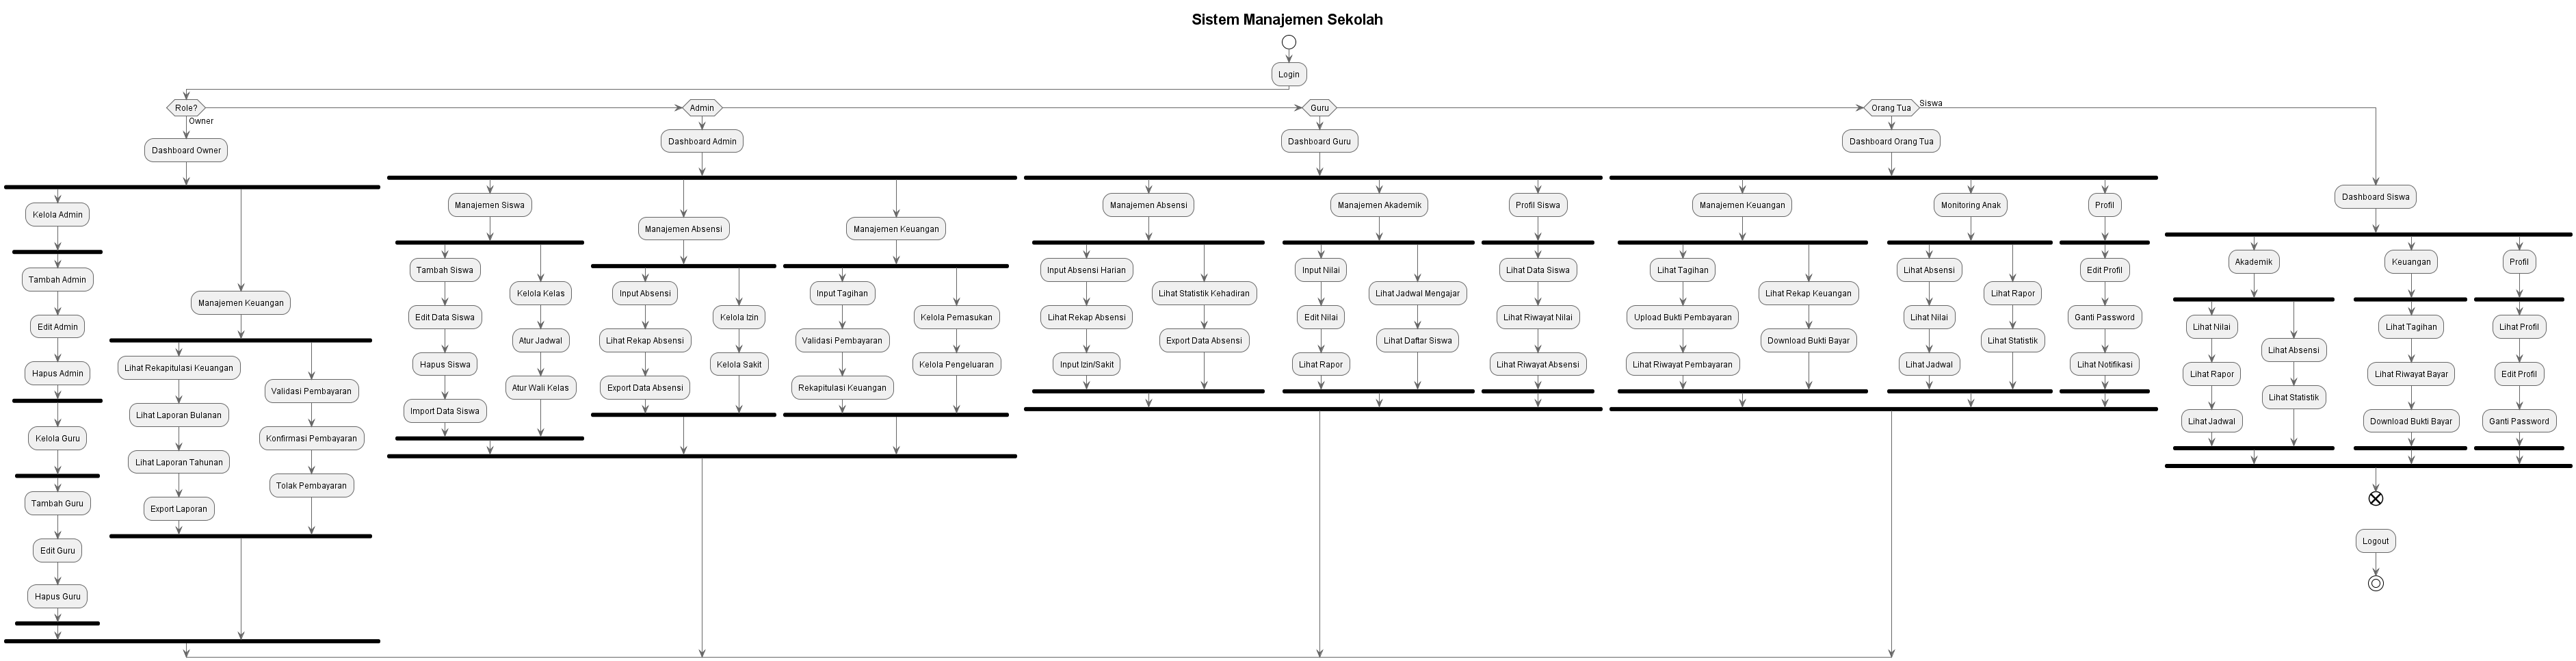 Sistem Manajemen Sekolah
Login
Role?
Owner
Dashboard Owner
Kelola Admin
Tambah Admin
Edit Admin
Hapus Admin
Kelola Guru
Tambah Guru
Edit Guru
Hapus Guru
Manajemen Keuangan
Lihat Rekapitulasi Keuangan
Lihat Laporan Bulanan
Lihat Laporan Tahunan
Export Laporan
Validasi Pembayaran
Konfirmasi Pembayaran
Tolak Pembayaran
Admin
Dashboard Admin
Manajemen Siswa
Tambah Siswa
Edit Data Siswa
Hapus Siswa
Import Data Siswa
Kelola Kelas
Atur Jadwal
Atur Wali Kelas
Manajemen Absensi
Input Absensi
Lihat Rekap Absensi
Export Data Absensi
Kelola Izin
Kelola Sakit
Manajemen Keuangan
Input Tagihan
Validasi Pembayaran
Rekapitulasi Keuangan
Kelola Pemasukan
Kelola Pengeluaran
Guru
Dashboard Guru
Manajemen Absensi
Input Absensi Harian
Lihat Rekap Absensi
Input Izin/Sakit
Lihat Statistik Kehadiran
Export Data Absensi
Manajemen Akademik
Input Nilai
Edit Nilai
Lihat Rapor
Lihat Jadwal Mengajar
Lihat Daftar Siswa
Profil Siswa
Lihat Data Siswa
Lihat Riwayat Nilai
Lihat Riwayat Absensi
Orang Tua
Dashboard Orang Tua
Manajemen Keuangan
Lihat Tagihan
Upload Bukti Pembayaran
Lihat Riwayat Pembayaran
Lihat Rekap Keuangan
Download Bukti Bayar
Monitoring Anak
Lihat Absensi
Lihat Nilai
Lihat Jadwal
Lihat Rapor
Lihat Statistik
Profil
Edit Profil
Ganti Password
Lihat Notifikasi
Siswa
Dashboard Siswa
Akademik
Lihat Nilai
Lihat Rapor
Lihat Jadwal
Lihat Absensi
Lihat Statistik
Keuangan
Lihat Tagihan
Lihat Riwayat Bayar
Download Bukti Bayar
Profil
Lihat Profil
Edit Profil
Ganti Password
Logout